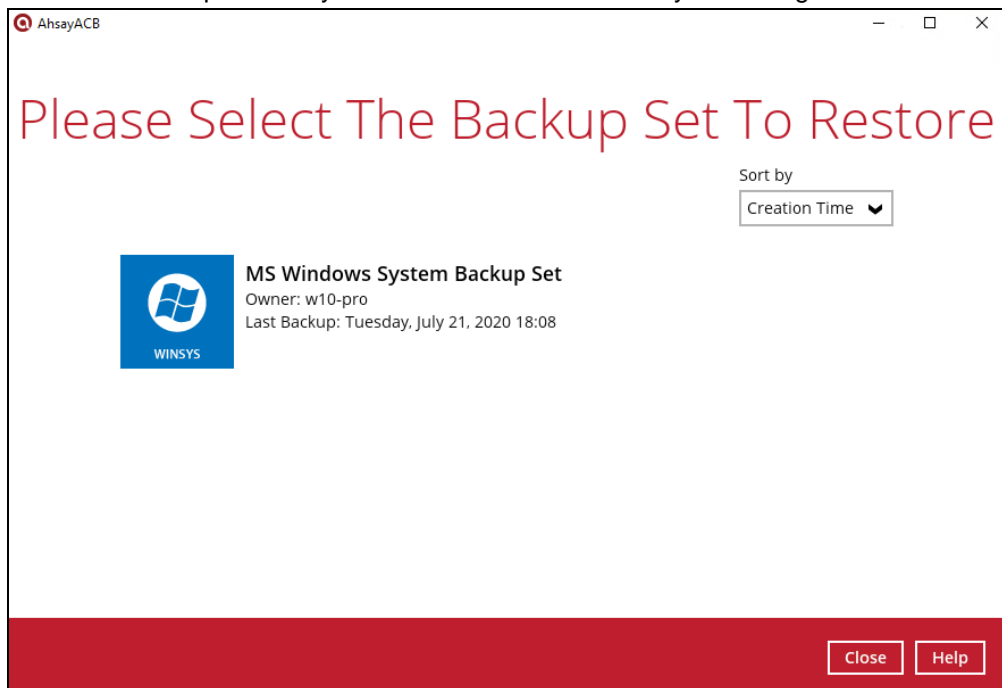 AhsayACB
Please Select The Backup Set To Restore
Sort by
Creation Time
MS Windows System Backup Set
Owner: w10-pro
Last Backup: Tuesday, July 21, 2020 18:08
WINSYS
Close Help